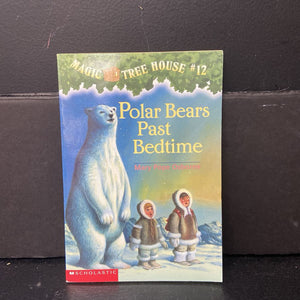 MAGIC TREE HOUSE #12
Polar Bears
Past
Bedtime
SCHOLASTIC